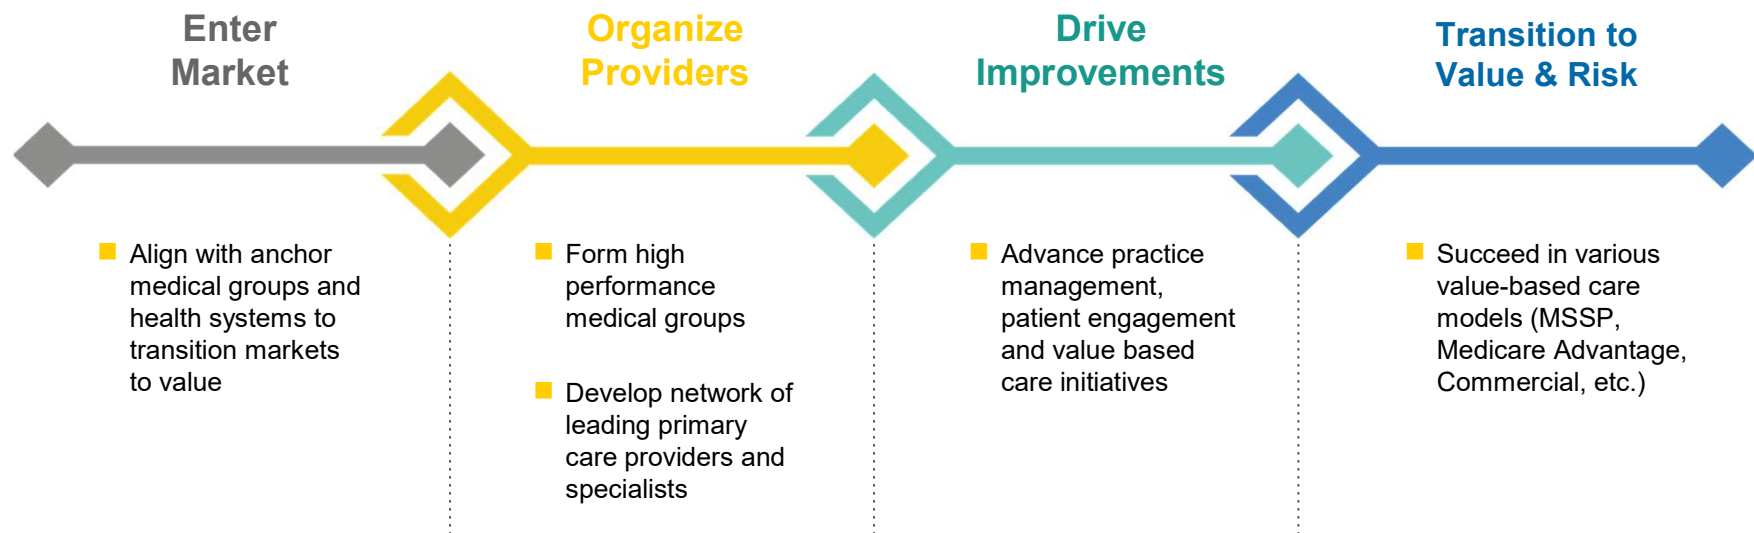 Enter
Market
Organize
Providers
Drive
Improvements
Transition to
Value & Risk
Align with anchor
medical groups and
health systems to
transition markets
to value
Form high
performance
medical groups
Develop network of
leading primary
care providers and
specialists
Advance practice
management,
patient engagement
and value based
care initiatives
Succeed in various
value-based care
models (MSSP,
Medicare Advantage,
Commercial, etc.)